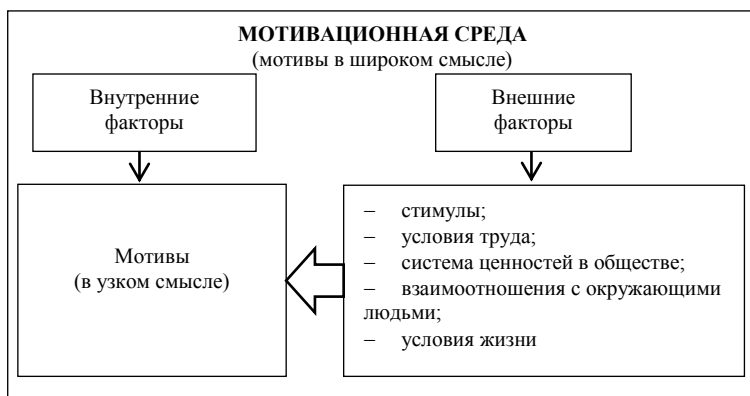 МОТИВАЦИОННАЯ СРЕДА
(мотивы в широком смысле)
Внутренние
факторы
Внешние
факторы
Мотивы
(в узком смысле)
– стимулы;
– условия труда;
– система ценностей в обществе;
– взаимоотношения с окружающими
людьми;
– условия жизни